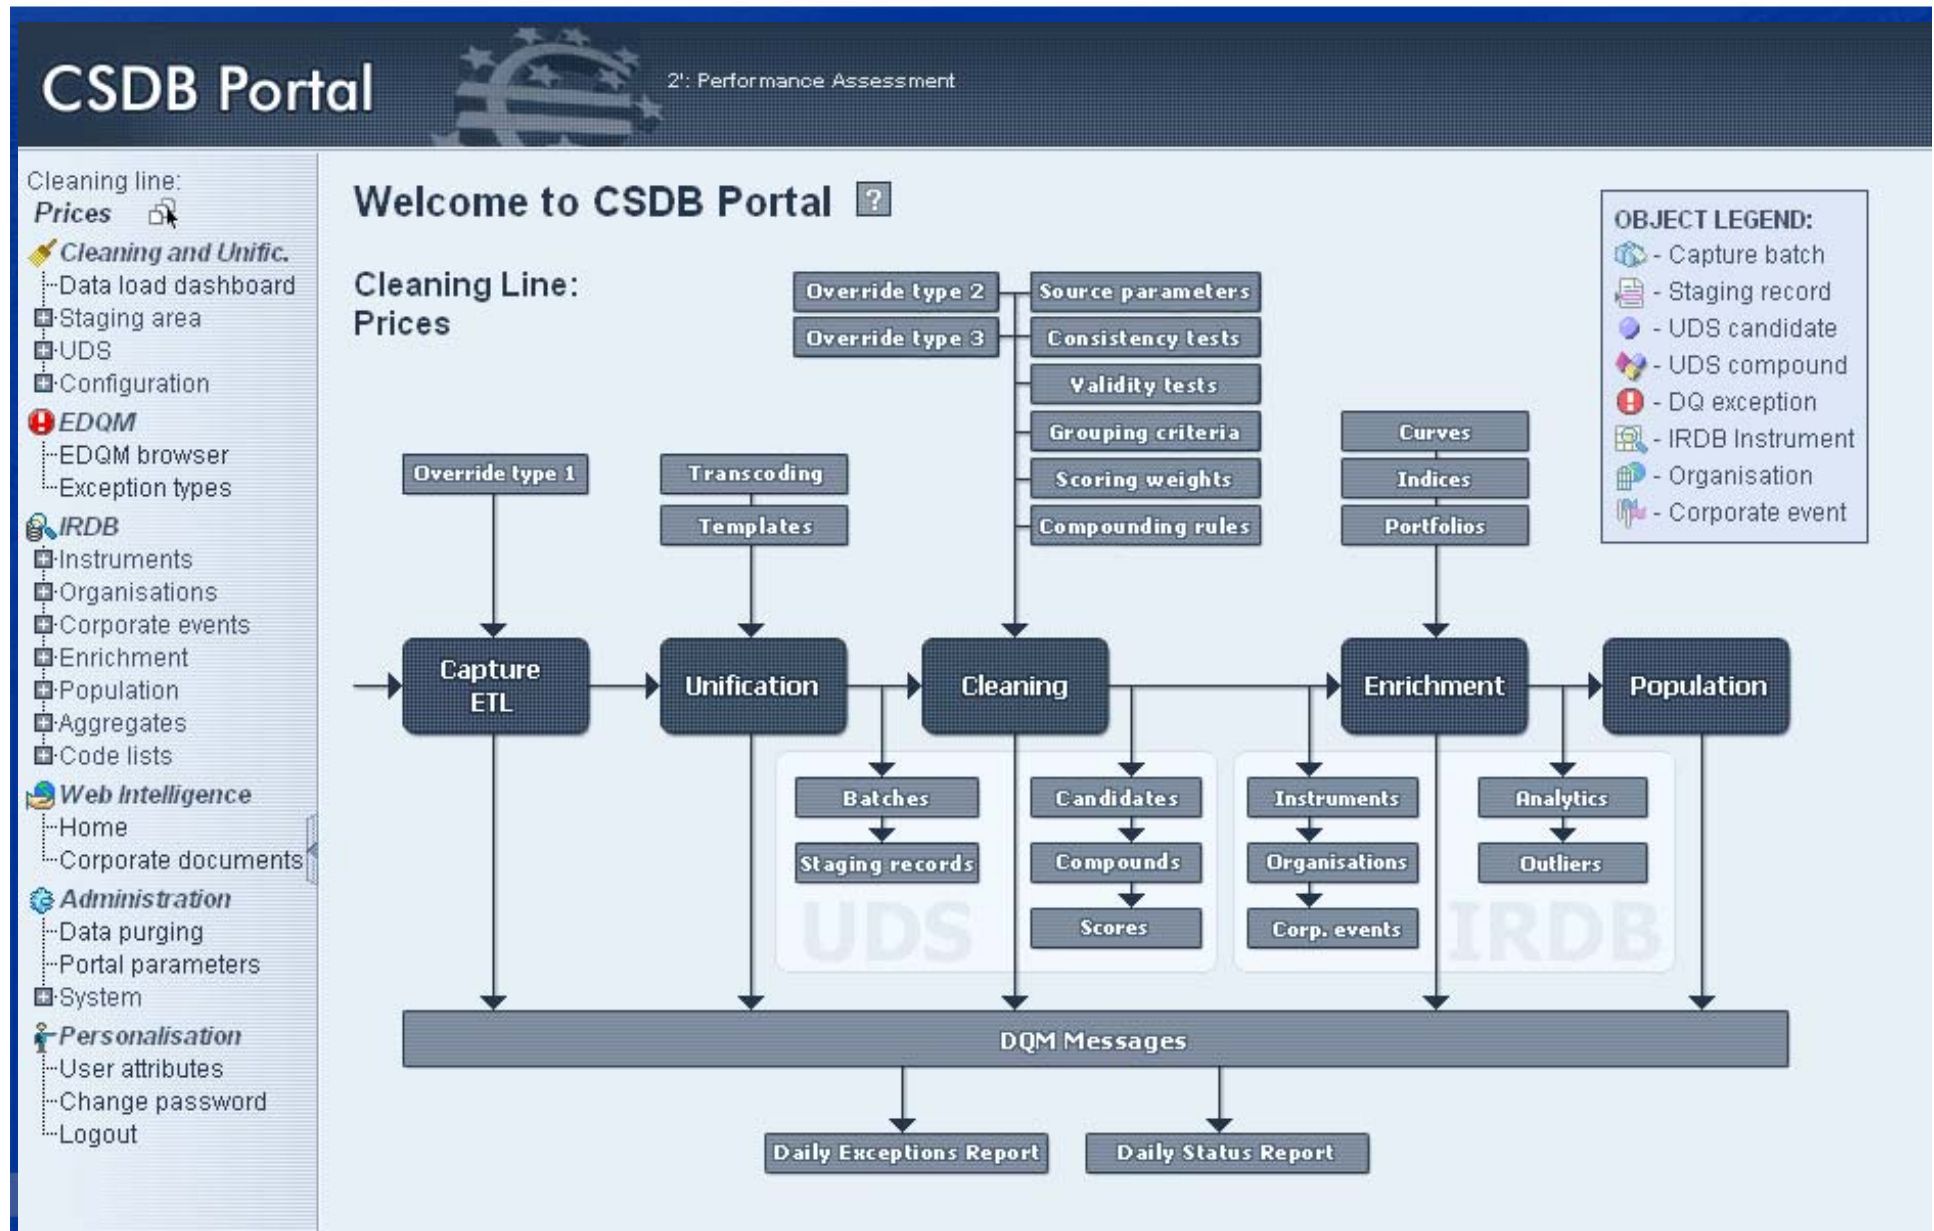 CSDB Portal
2': Performance Assessment
Cleaning line:
Prices
Cleaning and Unific.
Data load dashboard
Staging area
UDS
Configuration
EDQM
EDQM browser
Exception types
IRDB
Instruments
Organisations
Corporate events
Enrichment
Population
Aggregates
Code lists
Web Intelligence
Home
Corporate documents
Administration
Data purging
Portal parameters
System
Personalisation
User attributes
Change password
Logout
Welcome to CSDB Portal ?
Cleaning Line:
Prices
OBJECT LEGEND:
- Capture batch
- Staging record
- UDS candidate
- UDS compound
- DQ exception
- IRDB Instrument
- Organisation
- Corporate event
Override type 1
Transcoding
Templates
Override type 2
Override type 3
Source parameters
Consistency tests
Validity tests
Grouping criteria
Scoring weights
Compounding rules
Curves
Indices
Portfolios
Capture
ETL
Unification
Cleaning
Enrichment
Population
Batches
Staging records
Candidates
Compounds
Scores
UDS
Instruments
Organisations
Corp. events
Analytics
Outliers
IRDB
DQM Messages
Daily Exceptions Report
Daily Status Report